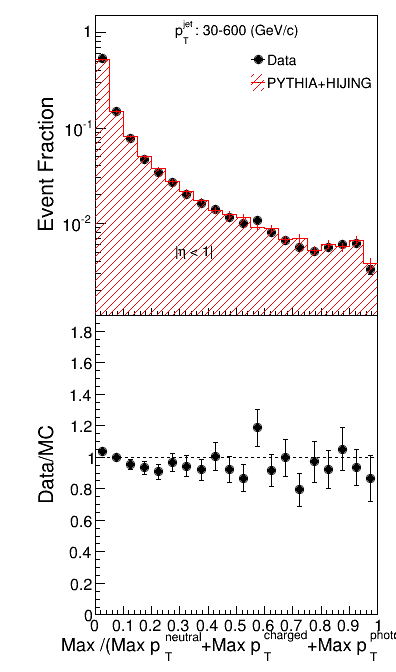 p_T^jet : 30-600 (GeV/c)
Data
PYTHIA+HIJING
|η < 1|
Event Fraction
1
10^-1
10^-2
Data/MC
1.8
1.6
1.4
1.2
1
0.8
0.6
0.4
0.2
0
0 0.1 0.2 0.3 0.4 0.5 0.6 0.7 0.8 0.9 1
Max /(Max p_T^neutral+Max p_T^charged+Max p_T^phot